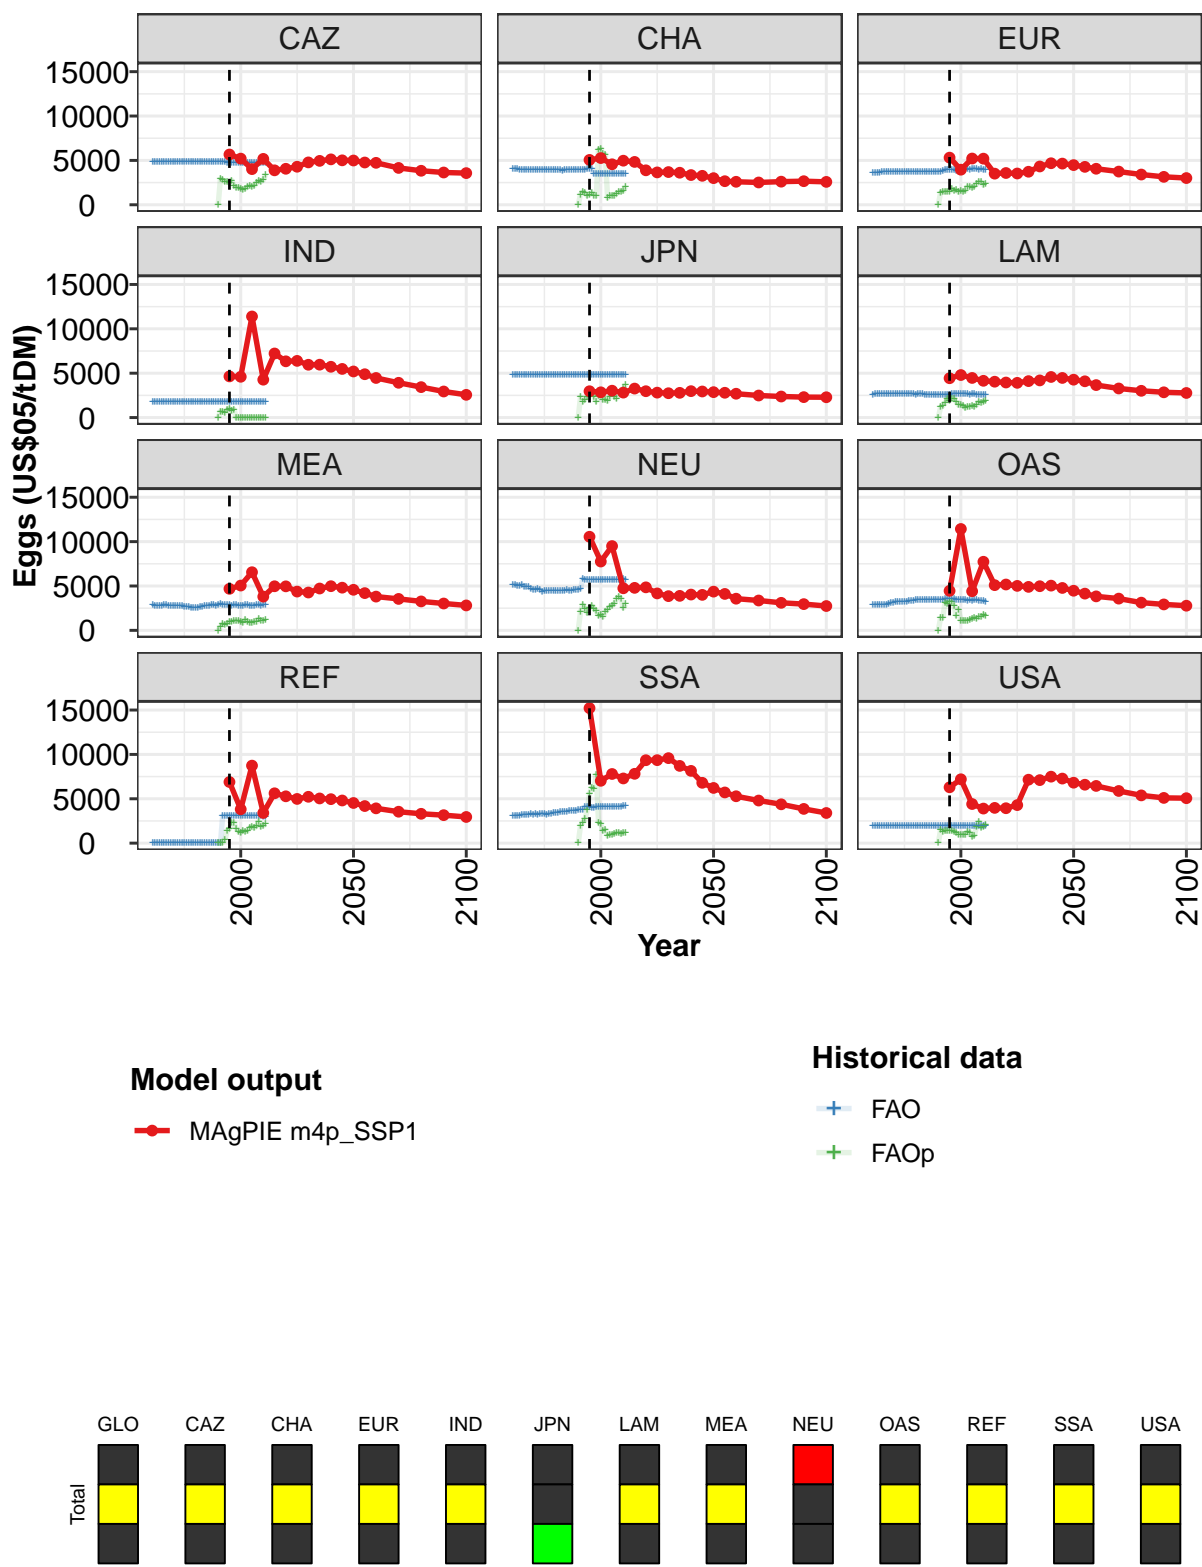 CAZ CHA EUR
15000
10000
5000
0
IND JPN LAM
15000
10000
5000
0
MEA NEU OAS
15000
10000
5000
0
REF SSA USA
15000
10000
5000
0
Eggs (US$05/tDM)
2000 2050 2100 2000 2050 2100 2000 2050 2100
Year
Model output
MAgPIE m4p_SSP1
Historical data
FAO
FAOp
GLO CAZ CHA EUR IND JPN LAM MEA NEU OAS REF SSA USA
Total